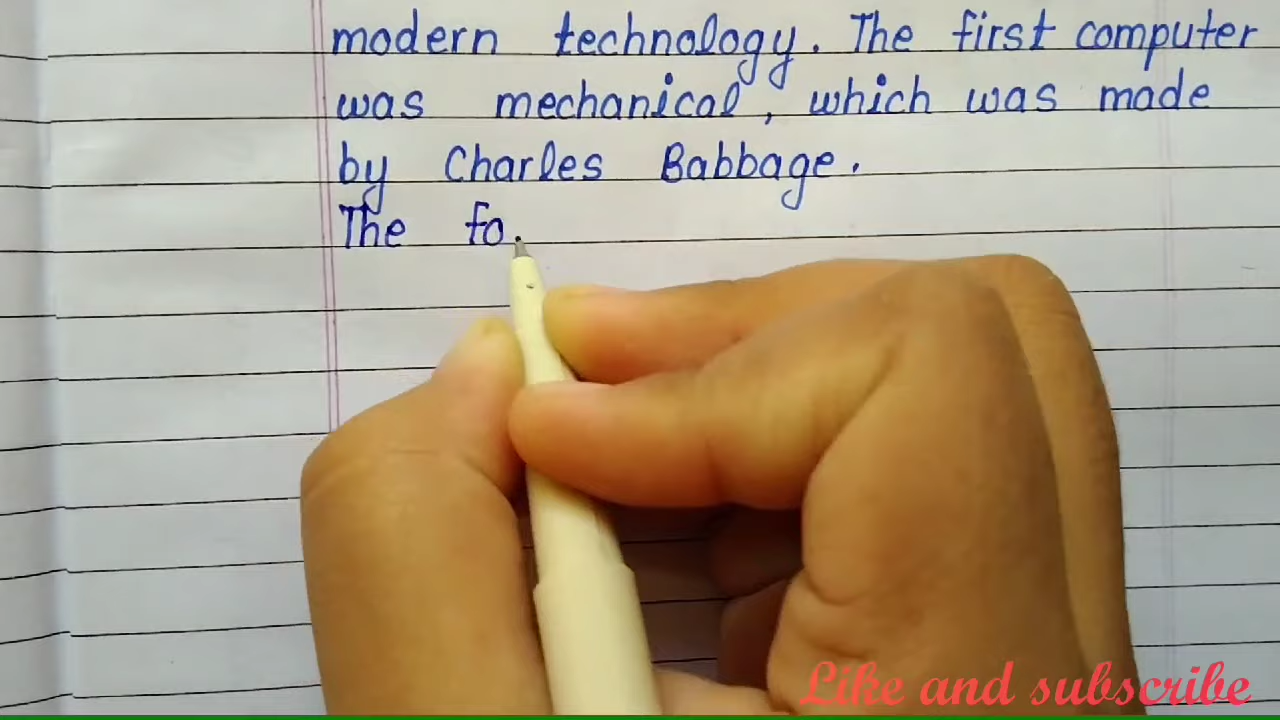 modern technology. The first computer
was mechanical, which was made
by Charles Babbage.
The fo
Like and subscribe